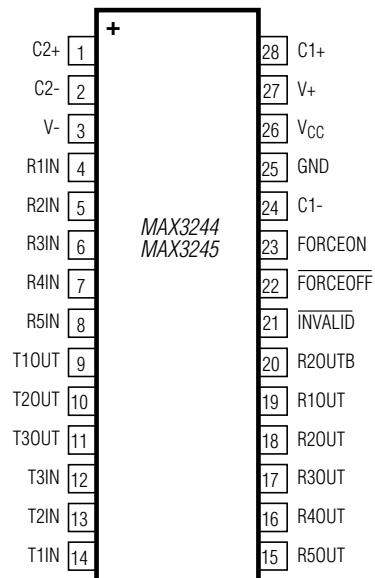 +
C2+ 1 28 C1+
C2- 2 27 V+
V- 3 26 VCC
R1IN 4 25 GND
R2IN 5 24 C1-
MAX3244
MAX3245
R3IN 6 23 FORCEON
R4IN 7 22 FORCEOFF
R5IN 8 21 INVALID
T1OUT 9 20 R2OUTB
T2OUT 10 19 R1OUT
T3OUT 11 18 R2OUT
T3IN 12 17 R3OUT
T2IN 13 16 R4OUT
T1IN 14 15 R5OUT